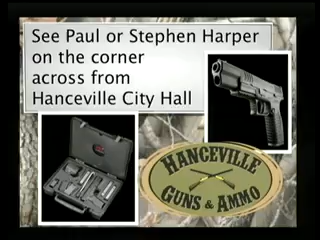 See Paul or Stephen Harper
on the corner
across from
Hanceville City Hall
HANCEVILLE
GUNS & AMMO